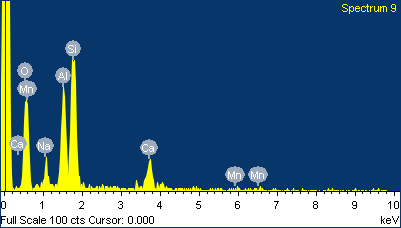 Spectrum 9
Si
O
Al
Mn
Ca
Na
Ca
Mn
Mn
0
1
2
3
4
5
6
7
8
9
10
Full Scale 100 cts Cursor: 0.000
keV